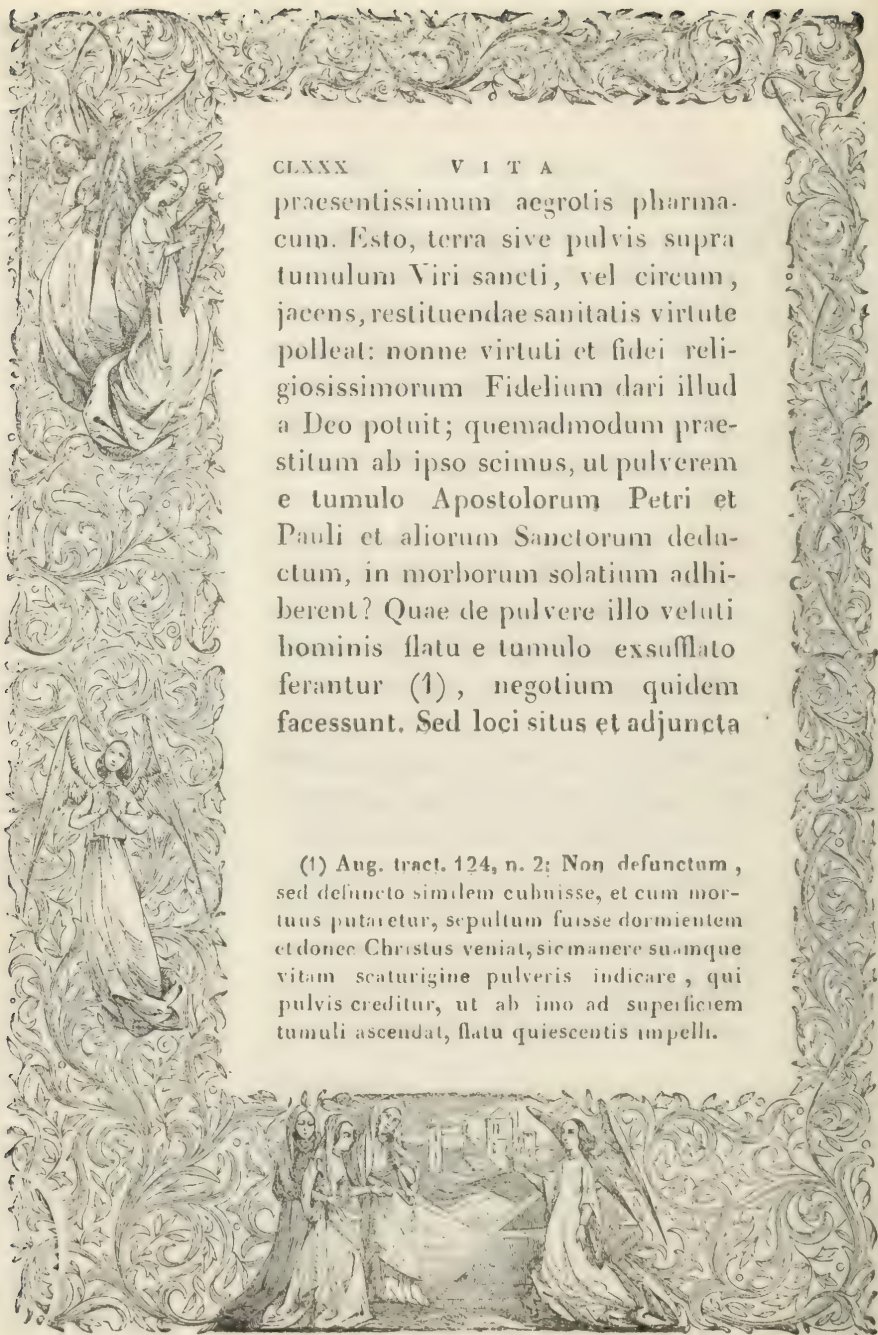 CLXXX V I T A
praesentissimum aegrotis pharma-
cum. Esto, terra sive pulvis supra
tumulum Viri sancti, vel circum,
jacens, restituendae sanitatis virtute
polleat: nonne virtuti et fidei reli-
giosissimorum Fidelium dari illud
a Deo potuit; quemadmodum prae-
stitum ab ipso scimus, ut pulverem
e tumulo Apostolorum Petri et
Pauli et aliorum Sanctorum dedu-
ctum, in morborum solatium adhi-
berent? Quae de pulvere illo veluti
hominis flatu e tumulo exsufflato
ferantur (1), negotium quidem
facessunt. Sed loci situs et adjuncta
(1) Aug. tract. 124, n. 2: Non defunctum,
sed defuncto similem cubuisse, et cum mor-
tuus putaretur, sepultum fuisse dormientem
et donec Christus veniat, sic manere suamque
vitam scaturigine pulveris indicare, qui
pulvis creditur, ut ab imo ad superficiem
tumuli ascendat, flatu quiescentis impelli.